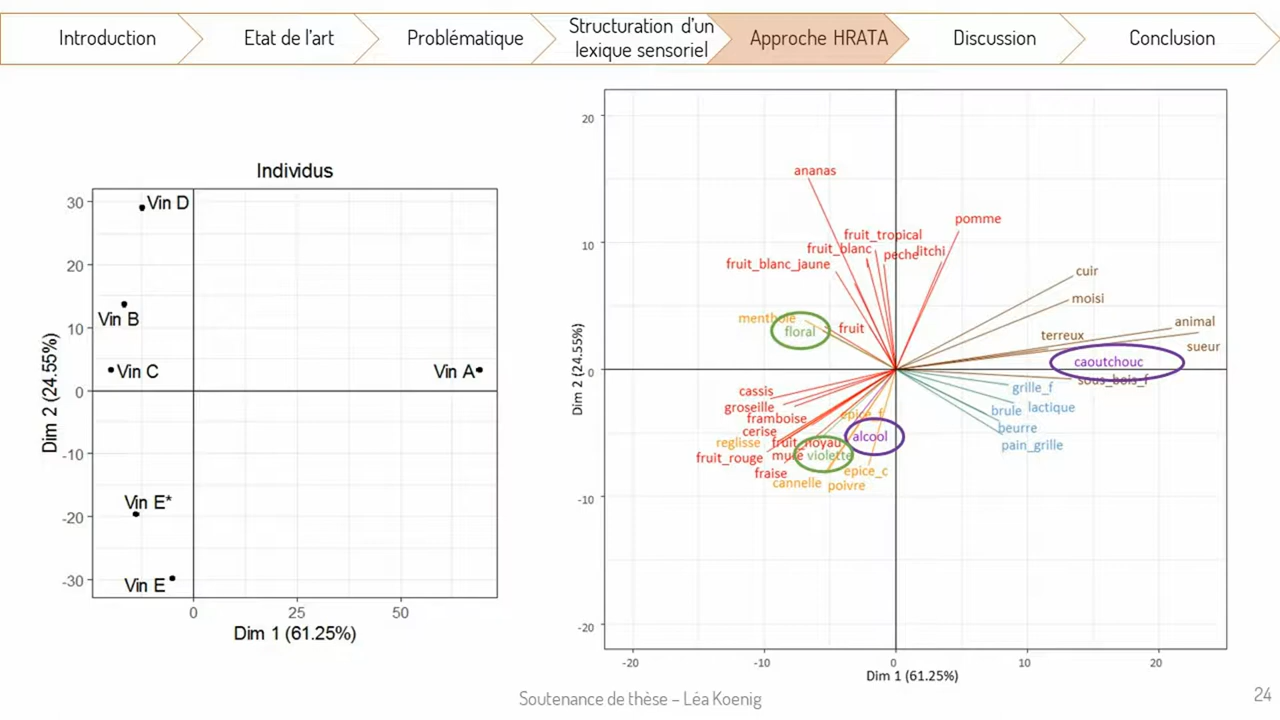 Introduction
Etat de l'art
Problématique
Structuration d'un
lexique sensoriel
Approche HRATA
Discussion
Conclusion
Individus
30
20
10
0
-10
-20
-30
Dim 2 (24.55%)
Vin D
Vin B
Vin C
Vin A
Vin E*
Vin E
0
25
50
Dim 1 (61.25%)
20
10
0
-10
-20
Dim 2 (24.55%)
ananas
pomme
fruit_tropical
fruit_blanc
peche
litchi
fruit_blanc_jaune
cuir
moisi
menthole
floral
fruit
terreux
animal
sueur
caoutchouc
sous_bois_f
cassis
grille_f
groseille
brule
lactique
framboise
epice_f
cerise
beurre
reglisse
fruit_noyau
alcool
pain_grille
fruit_rouge
mure
violette
fraise
epice_c
cannelle
poivre
-20
-10
0
10
20
Dim 1 (61.25%)
Soutenance de thèse – Léa Koenig
24